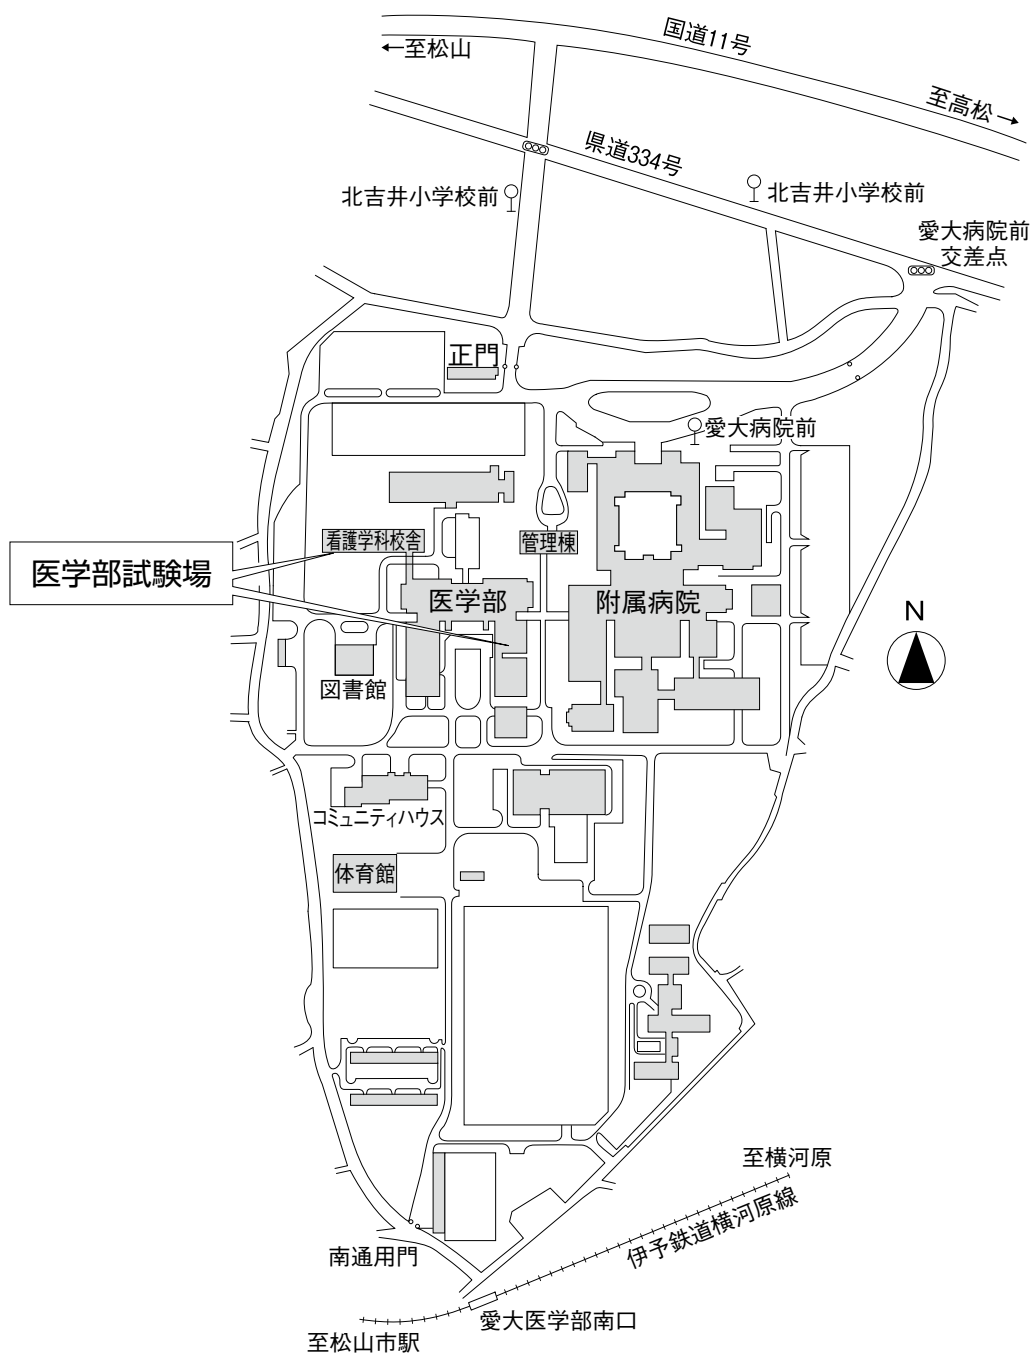 国道11号
←至松山
至高松→
県道334号
北吉井小学校前
北吉井小学校前
愛大病院前
交差点
正門
愛大病院前
看護学科校舎
管理棟
医学部試験場
医学部
附属病院
N
図書館
コミュニティハウス
体育館
至横河原
伊予鉄道横河原線
南通用門
愛大医学部南口
至松山市駅